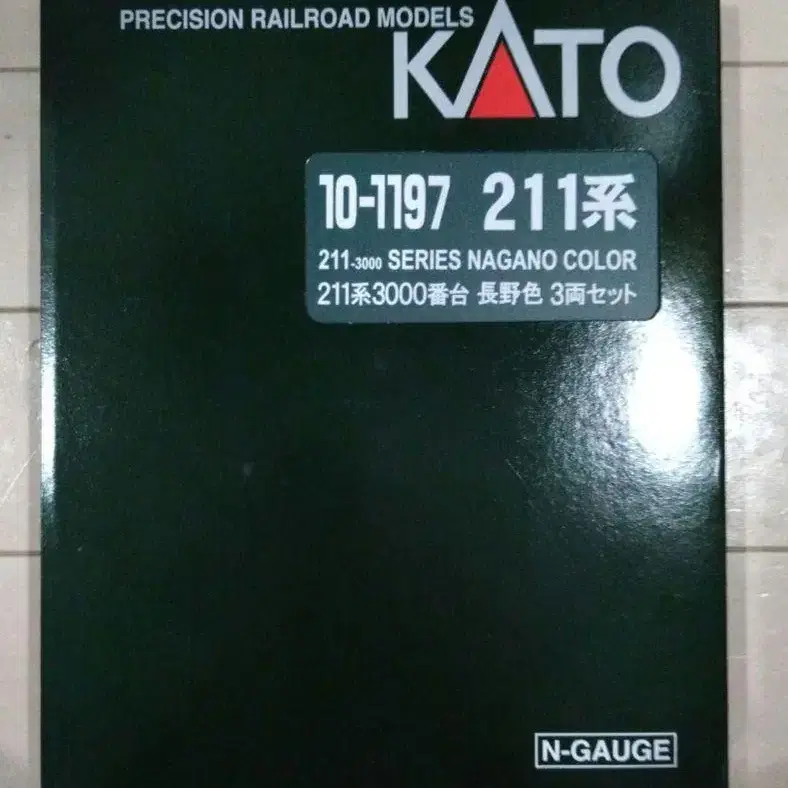 PRECISION RAILROAD MODELS
KATO
10-1197 211系
211-3000 SERIES NAGANO COLOR
211系3000番台 長野色 3両セット
N-GAUGE